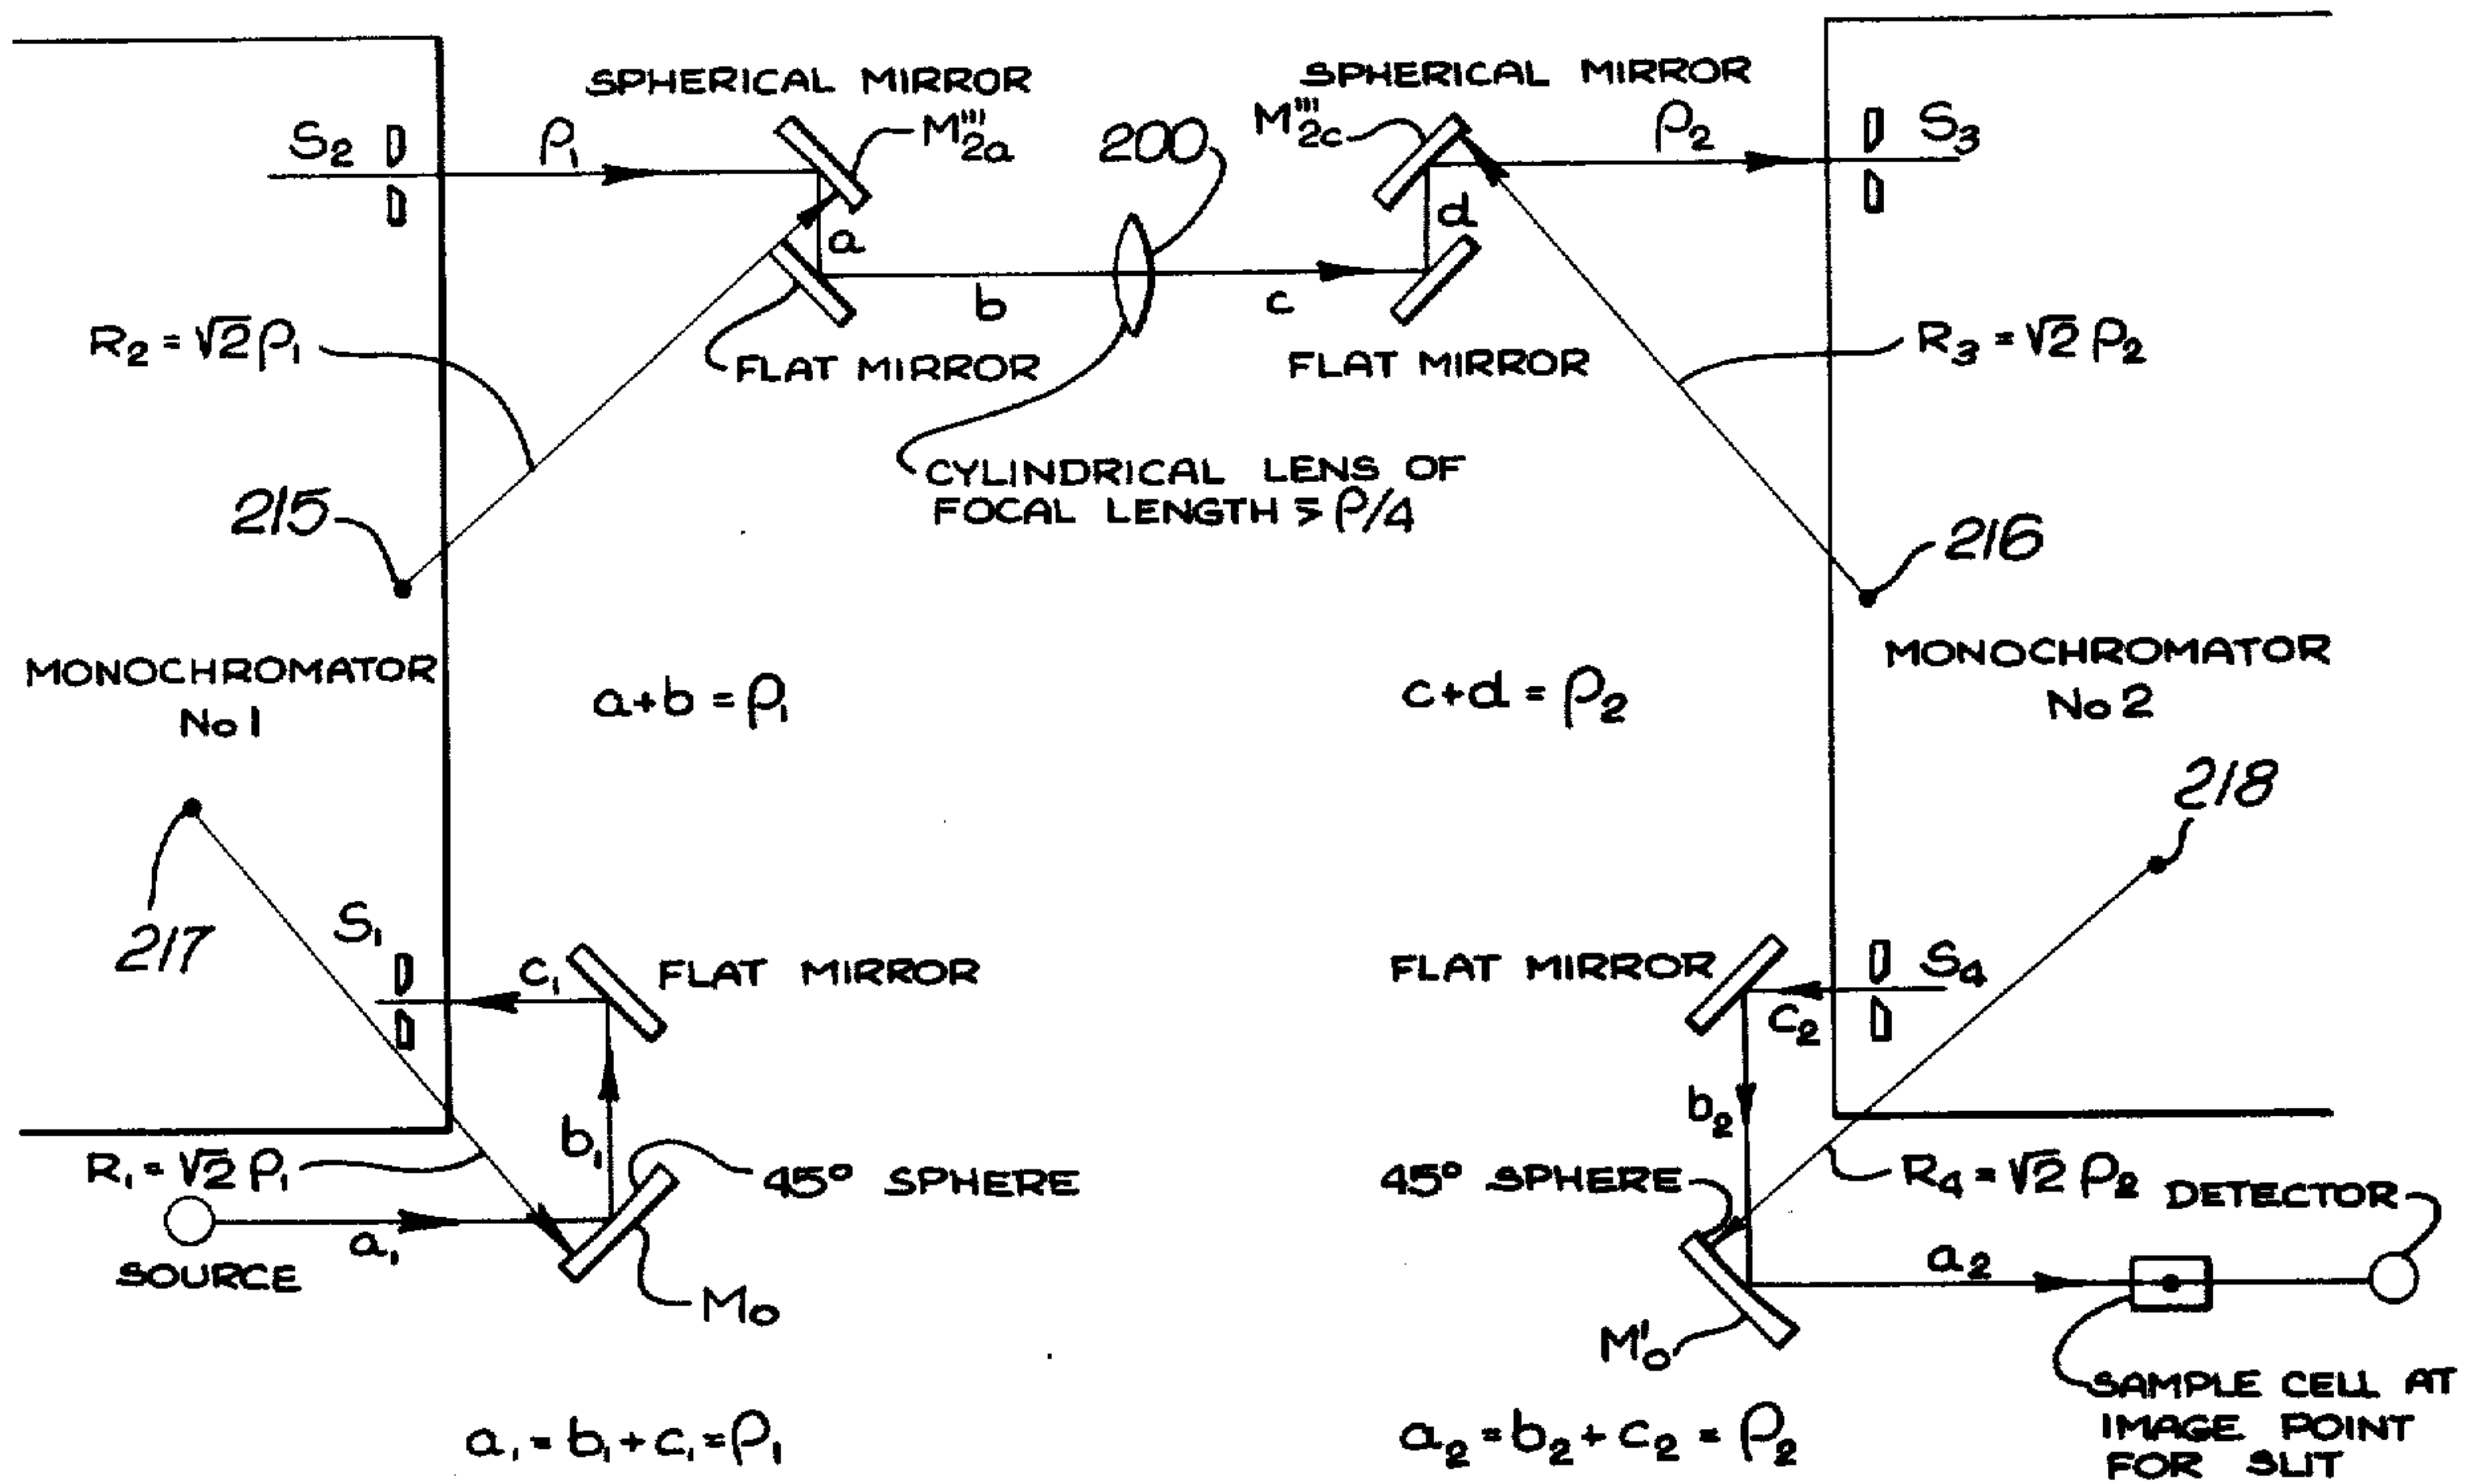 SPHERICAL MIRROR
SPHERICAL MIRROR
S₂
ρ₁
M‴₂ₐ
200
M‴₂c
ρ₂
S₃
a
d
b
c
R₂ = √2 ρ₁
FLAT MIRROR
FLAT MIRROR
R₃ = √2 ρ₂
CYLINDRICAL LENS OF
FOCAL LENGTH ≂ ρ/4
215
216
MONOCHROMATOR
No 1
a+b = ρ₁
c+d = ρ₂
MONOCHROMATOR
No 2
217
218
S₁
c₁
FLAT MIRROR
FLAT MIRROR
S₄
c₂
b₁
b₂
R₁ = √2 ρ₁
45° SPHERE
45° SPHERE
R₄ = √2 ρ₂
DETECTOR
SOURCE
a₁
a₂
M₀
M'₀
SAMPLE CELL AT
IMAGE POINT
FOR SLIT
a₁ = b₁ + c₁ = ρ₁
a₂ = b₂ + c₂ = ρ₂